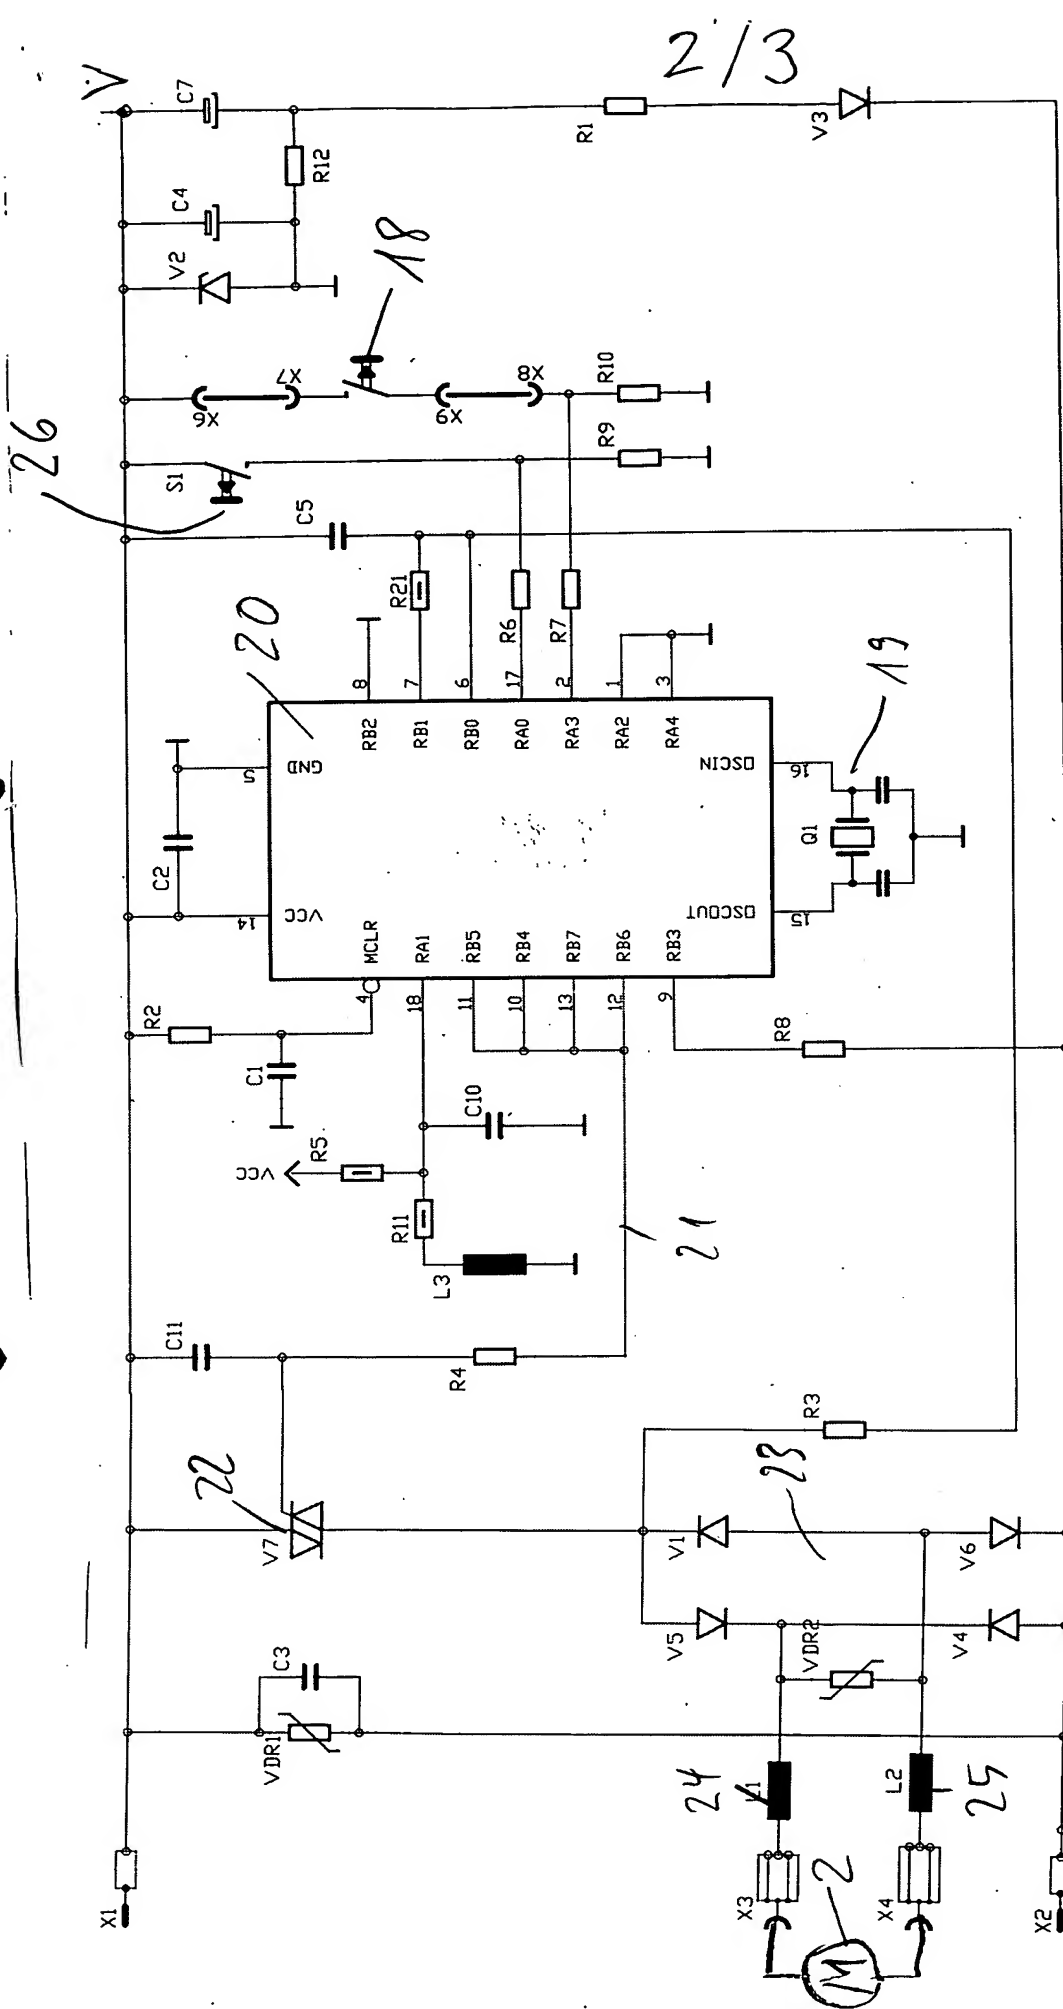 2/3
V
C7
R12
R1
V3
C4
V2
18
X6
X7
X9
X8
R10
26
S1
R9
C5
R21
R6
R7
20
8
7
6
17
2
1
3
5
GND
RB2
RB1
RB0
RA0
RA3
RA2
RA4
OSCIN
16
19
C2
Q1
14
VCC
MCLR
RA1
RB5
RB4
RB7
RB6
RB3
OSCOUT
15
4
18
11
10
13
12
9
R2
C1
C10
R8
VCC
R5
R11
L3
21
C11
R4
R3
22
V7
23
V1
V6
V5
VDR2
V4
C3
VDR1
24
L1
L2
25
X1
X3
2
X4
X2
M